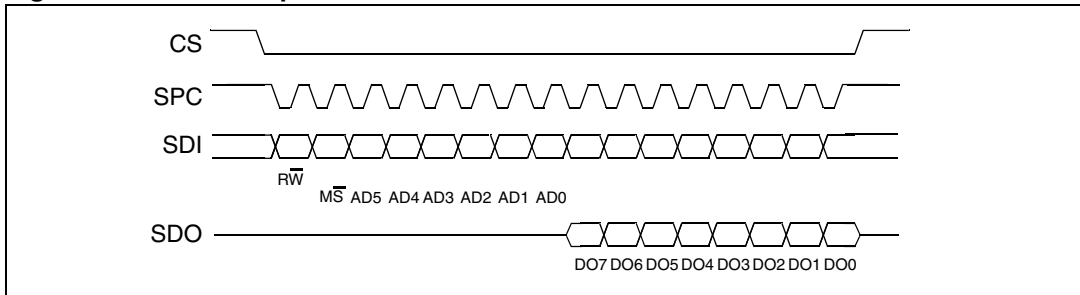 CS
SPC
SDI
RW̅
MS̅ AD5 AD4 AD3 AD2 AD1 AD0
SDO
DO7 DO6 DO5 DO4 DO3 DO2 DO1 DO0